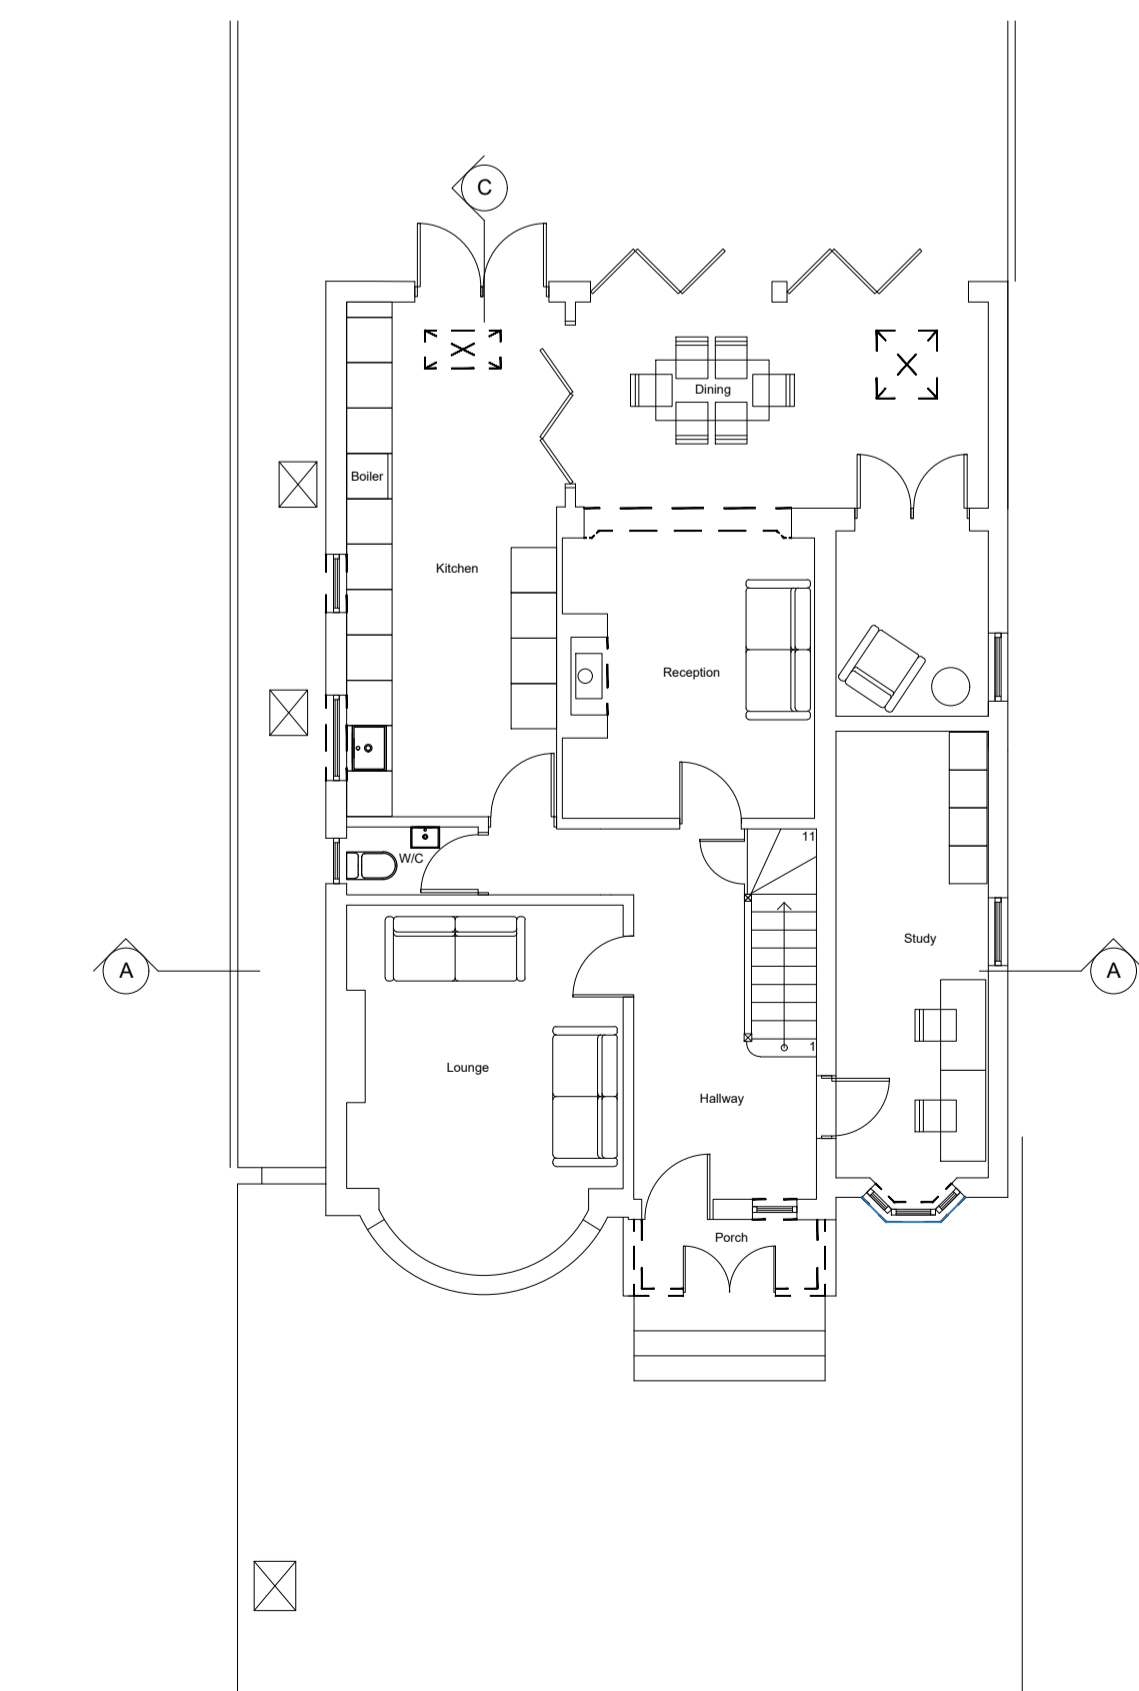 C
Dining
Boiler
Kitchen
Reception
11
W/C
Study
A
A
Lounge
1
Hallway
Porch